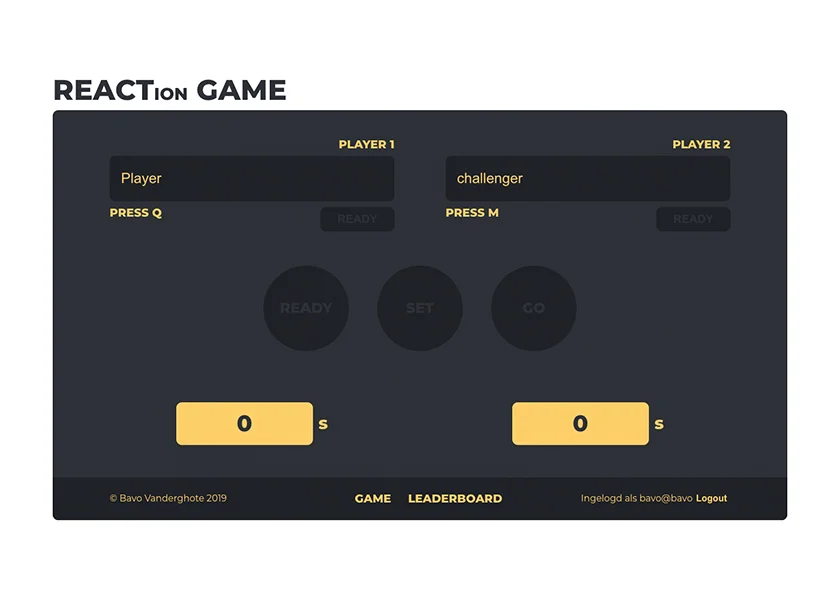 REACTION GAME
PLAYER 1
PLAYER 2
Player
challenger
PRESS Q
READY
PRESS M
READY
READY
SET
GO
0 s
0 s
© Bavo Vanderghote 2019
GAME
LEADERBOARD
Ingelogd als bavo@bavo Logout